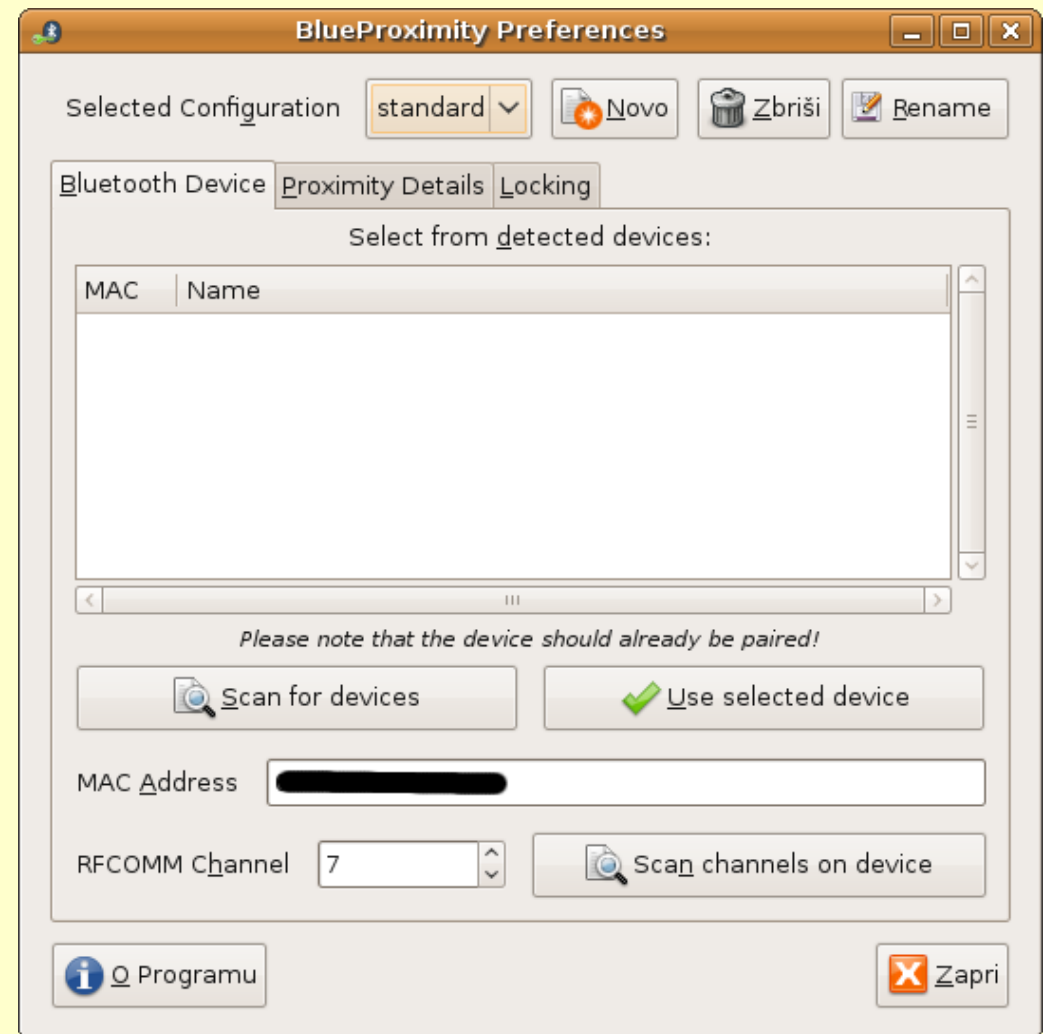 BlueProximity Preferences
Selected Configuration standard Novo Zbriši Rename
Bluetooth Device Proximity Details Locking
Select from detected devices:
MAC Name
Please note that the device should already be paired!
Scan for devices Use selected device
MAC Address
RFCOMM Channel 7 Scan channels on device
O Programu Zapri